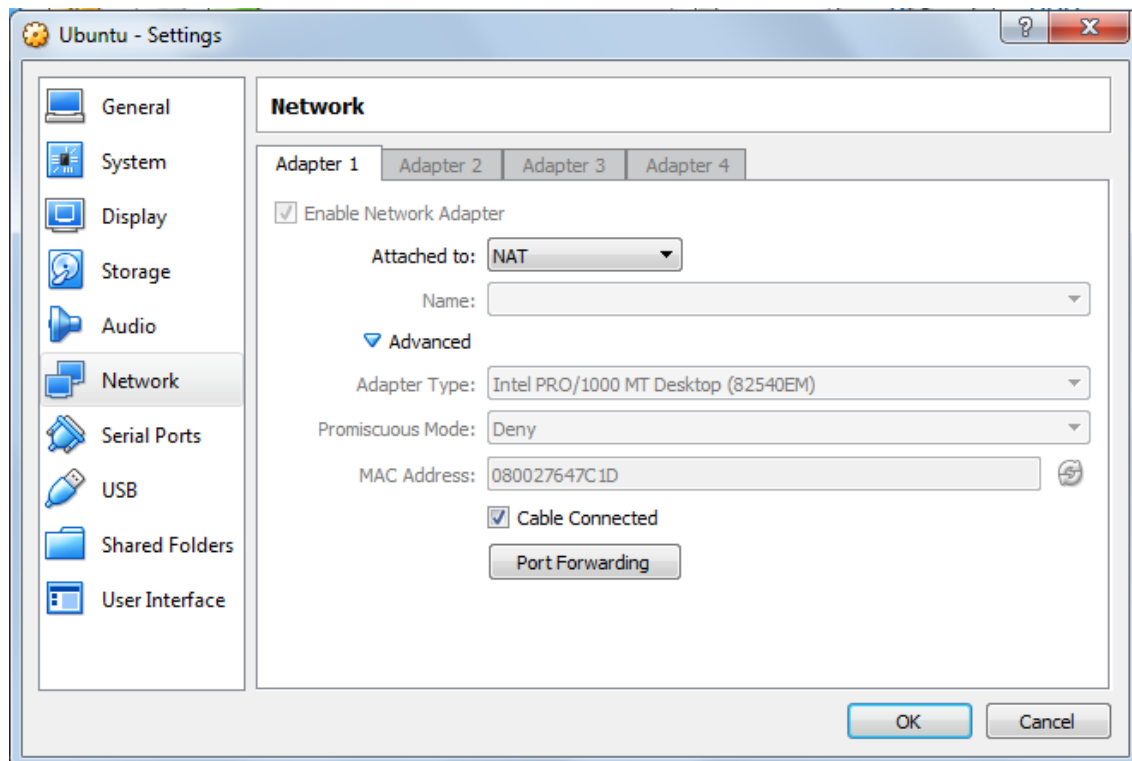 Ubuntu - Settings
General
System
Display
Storage
Audio
Network
Serial Ports
USB
Shared Folders
User Interface
Network
Adapter 1 Adapter 2 Adapter 3 Adapter 4
Enable Network Adapter
Attached to: NAT
Name:
Advanced
Adapter Type: Intel PRO/1000 MT Desktop (82540EM)
Promiscuous Mode: Deny
MAC Address: 080027647C1D
Cable Connected
Port Forwarding
OK Cancel